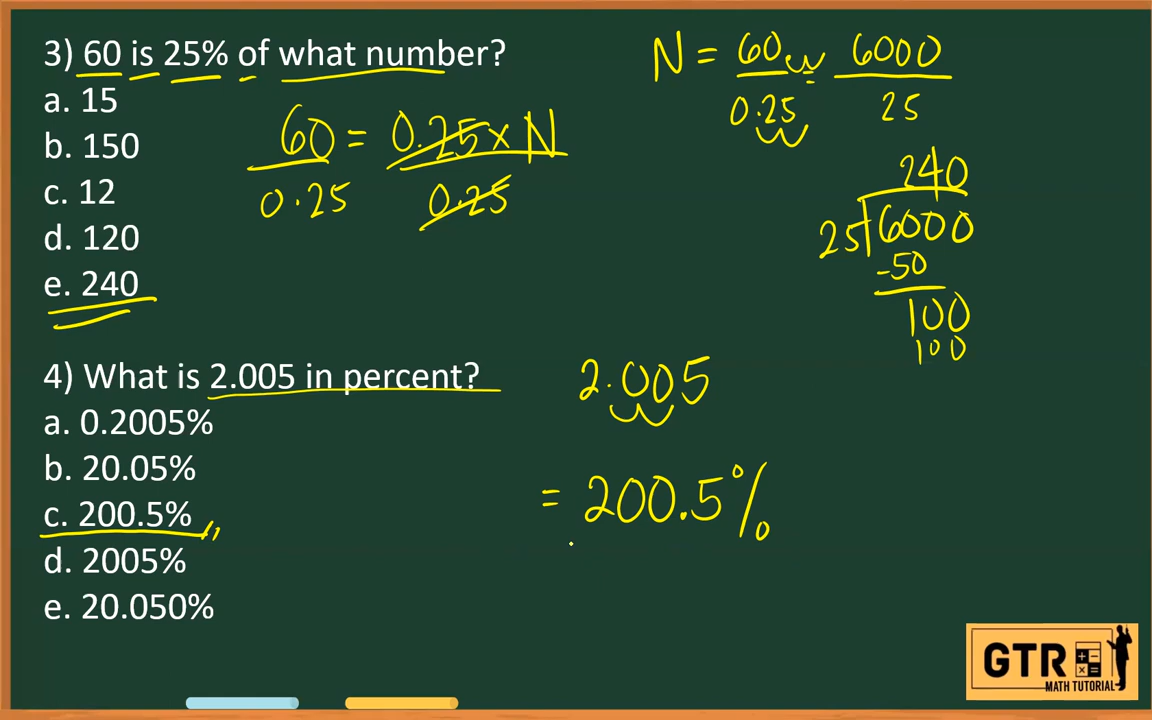 3) 60 is 25% of what number?
a. 15
b. 150
c. 12
d. 120
e. 240
60 = 0.25 x N
0.25 0.25
N = 60 6000
0.25 25
240
25 6000
-50
100
100
4) What is 2.005 in percent?
a. 0.2005%
b. 20.05%
c. 200.5%
d. 2005%
e. 20.050%
2.005
= 200.5%
GTR
MATH TUTORIAL